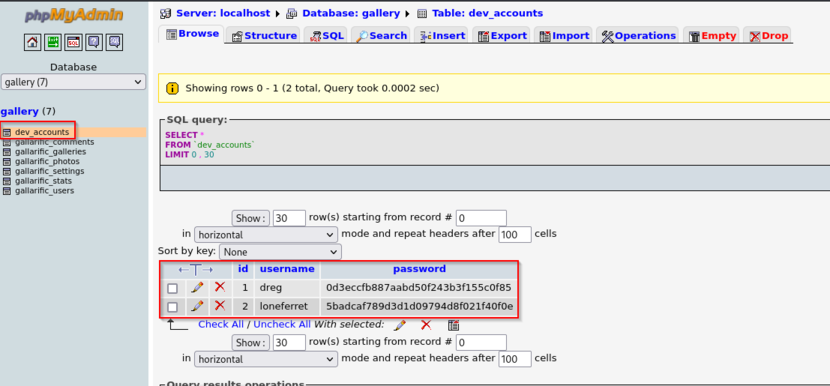 phpMyAdmin
Database
gallery (7)
gallery (7)
dev_accounts
gallarific_comments
gallarific_galleries
gallarific_photos
gallarific_settings
gallarific_stats
gallarific_users
Server: localhost Database: gallery Table: dev_accounts
Browse Structure SQL Search Insert Export Import Operations Empty Drop
Showing rows 0 - 1 (2 total, Query took 0.0002 sec)
SQL query:
SELECT *
FROM `dev_accounts`
LIMIT 0 , 30
Show : 30 row(s) starting from record # 0
in horizontal mode and repeat headers after 100 cells
Sort by key: None
←T→ id username password
1 dreg 0d3eccfb887aabd50f243b3f155c0f85
2 loneferret 5badcaf789d3d1d09794d8f021f40f0e
Check All / Uncheck All With selected:
Show : 30 row(s) starting from record # 0
in horizontal mode and repeat headers after 100 cells
Query results operations